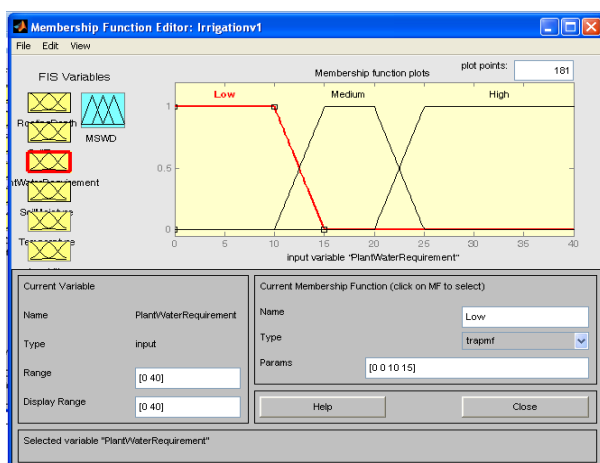 Membership Function Editor: Irrigationv1
File Edit View
FIS Variables
Membership function plots
plot points:
181
Low
Medium
High
MSWD
1
0.5
0
0 5 10 15 20 25 30 35 40
input variable "PlantWaterRequirement"
Current Variable
Name PlantWaterRequirement
Type input
Range [0 40]
Display Range [0 40]
Current Membership Function (click on MF to select)
Name Low
Type trapmf
Params [0 0 10 15]
Help
Close
Selected variable "PlantWaterRequirement"